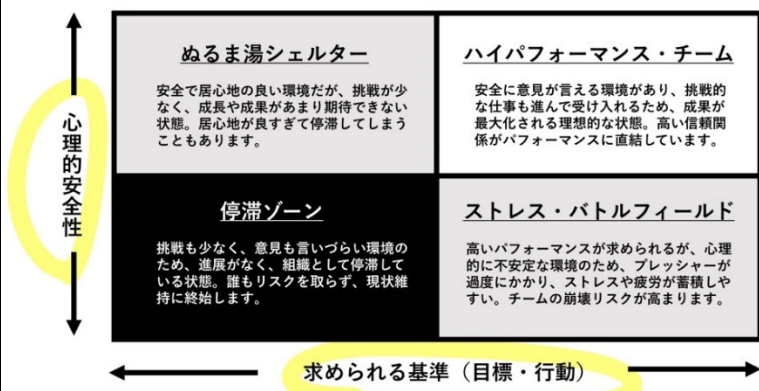 心理的安全性
ぬるま湯シェルター
安全で居心地の良い環境だが、挑戦が少
なく、成長や成果があまり期待できない
状態。居心地が良すぎて停滞してしまう
こともあります。
ハイパフォーマンス・チーム
安全に意見が言える環境があり、挑戦的
な仕事も進んで受け入れるため、成果が
最大化される理想的な状態。高い信頼関
係がパフォーマンスに直結しています。
停滞ゾーン
挑戦も少なく、意見も言いづらい環境の
ため、進展がなく、組織として停滞して
いる状態。誰もリスクを取らず、現状維
持に終始します。
ストレス・バトルフィールド
高いパフォーマンスが求められるが、心理
的に不安定な環境のため、プレッシャーが
過度にかかり、ストレスや疲労が蓄積しや
すい。チームの崩壊リスクが高まります。
求められる基準（目標・行動）